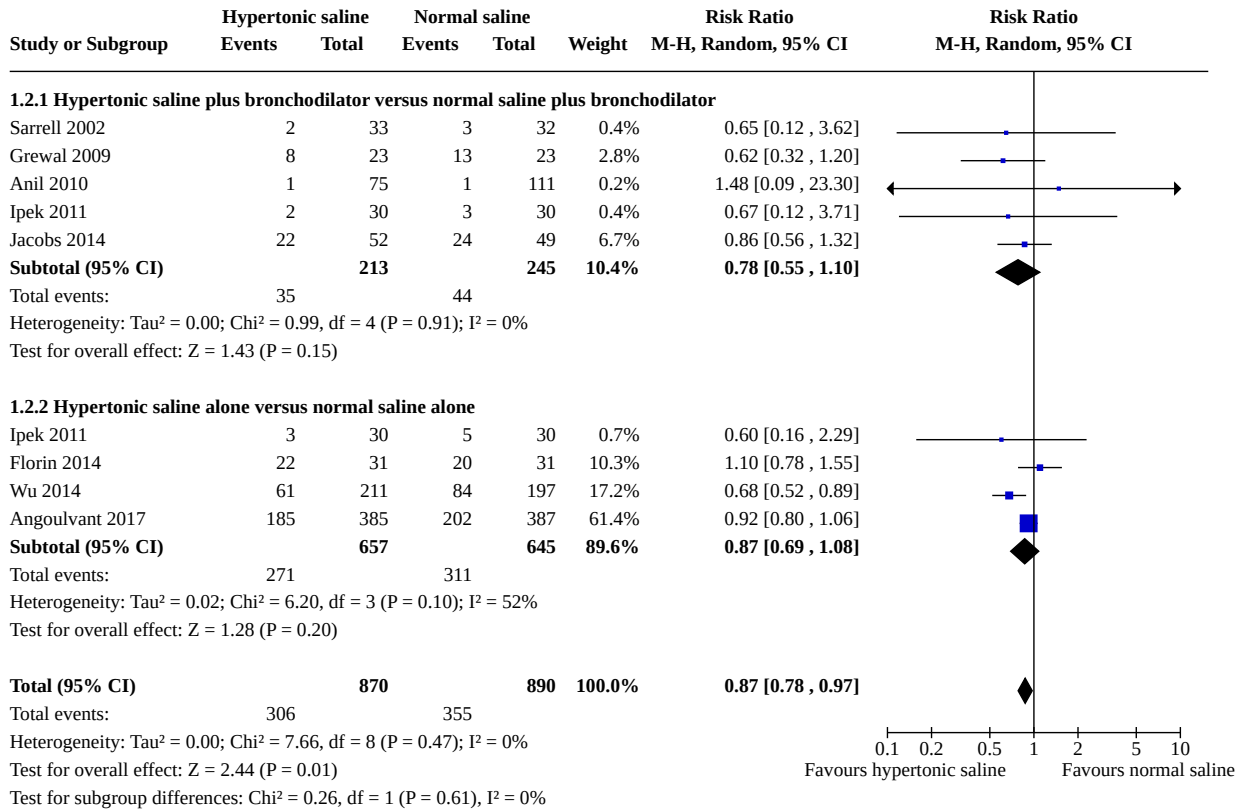 Hypertonic saline Normal saline Risk Ratio Risk Ratio
Study or Subgroup Events Total Events Total Weight M-H, Random, 95% CI M-H, Random, 95% CI
1.2.1 Hypertonic saline plus bronchodilator versus normal saline plus bronchodilator
Sarrell 2002 2 33 3 32 0.4% 0.65 [0.12 , 3.62]
Grewal 2009 8 23 13 23 2.8% 0.62 [0.32 , 1.20]
Anil 2010 1 75 1 111 0.2% 1.48 [0.09 , 23.30]
Ipek 2011 2 30 3 30 0.4% 0.67 [0.12 , 3.71]
Jacobs 2014 22 52 24 49 6.7% 0.86 [0.56 , 1.32]
Subtotal (95% CI) 213 245 10.4% 0.78 [0.55 , 1.10]
Total events: 35 44
Heterogeneity: Tau² = 0.00; Chi² = 0.99, df = 4 (P = 0.91); I² = 0%
Test for overall effect: Z = 1.43 (P = 0.15)
1.2.2 Hypertonic saline alone versus normal saline alone
Ipek 2011 3 30 5 30 0.7% 0.60 [0.16 , 2.29]
Florin 2014 22 31 20 31 10.3% 1.10 [0.78 , 1.55]
Wu 2014 61 211 84 197 17.2% 0.68 [0.52 , 0.89]
Angoulvant 2017 185 385 202 387 61.4% 0.92 [0.80 , 1.06]
Subtotal (95% CI) 657 645 89.6% 0.87 [0.69 , 1.08]
Total events: 271 311
Heterogeneity: Tau² = 0.02; Chi² = 6.20, df = 3 (P = 0.10); I² = 52%
Test for overall effect: Z = 1.28 (P = 0.20)
Total (95% CI) 870 890 100.0% 0.87 [0.78 , 0.97]
Total events: 306 355
Heterogeneity: Tau² = 0.00; Chi² = 7.66, df = 8 (P = 0.47); I² = 0%
0.1 0.2 0.5 1 2 5 10
Test for overall effect: Z = 2.44 (P = 0.01) Favours hypertonic saline Favours normal saline
Test for subgroup differences: Chi² = 0.26, df = 1 (P = 0.61), I² = 0%